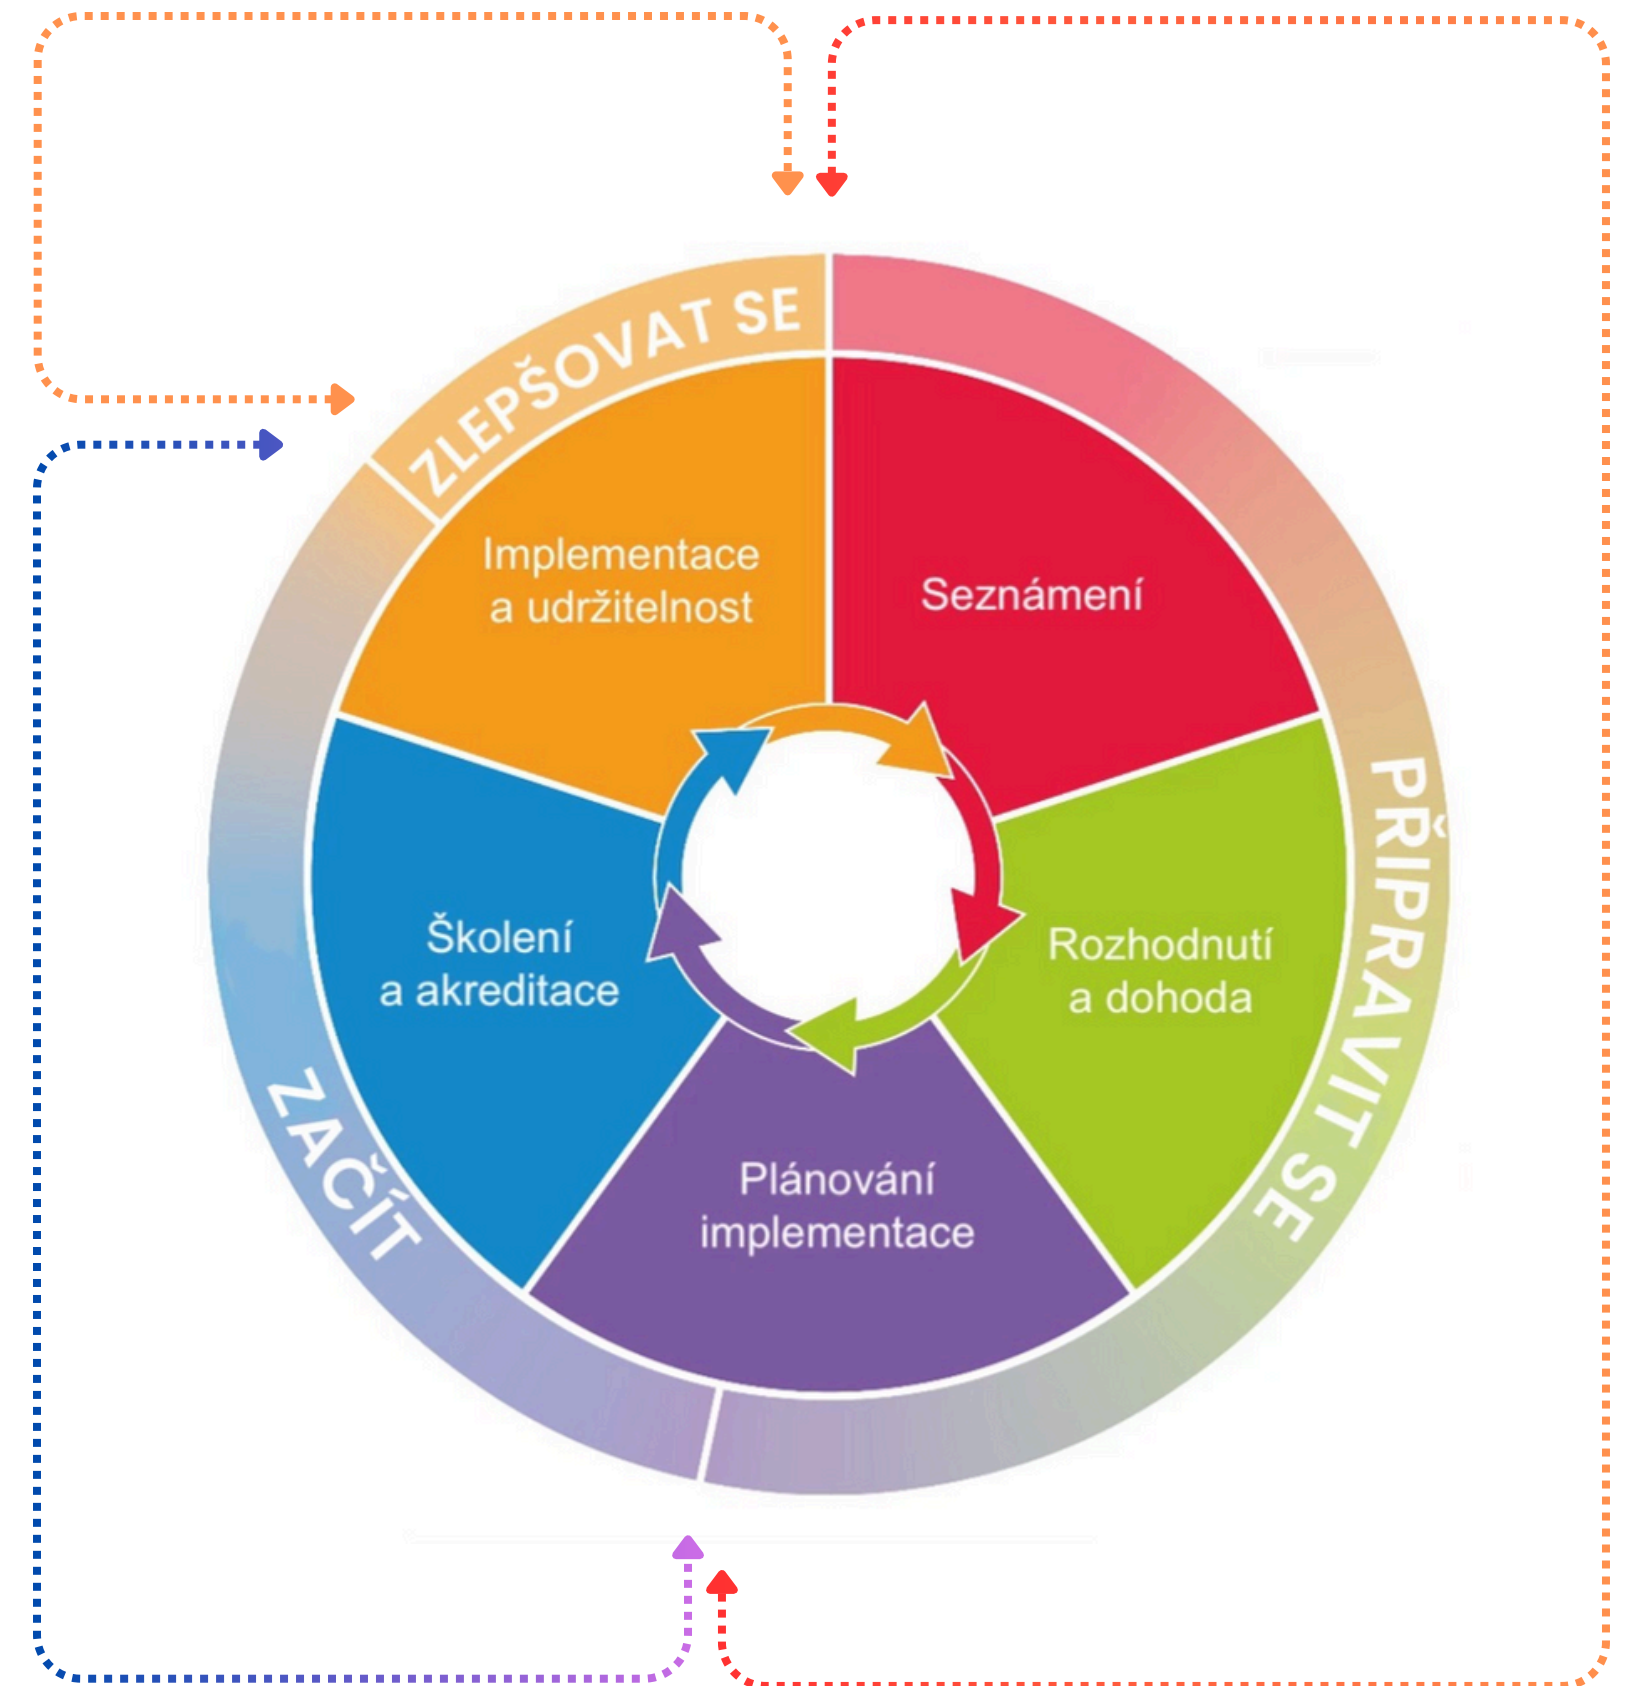 ZLEPŠOVAT SE
Implementace
a udržitelnost
Seznámení
PŘIPRAVIT SE
Školení
a akreditace
Rozhodnutí
a dohoda
ZAČÍT
Plánování
implementace